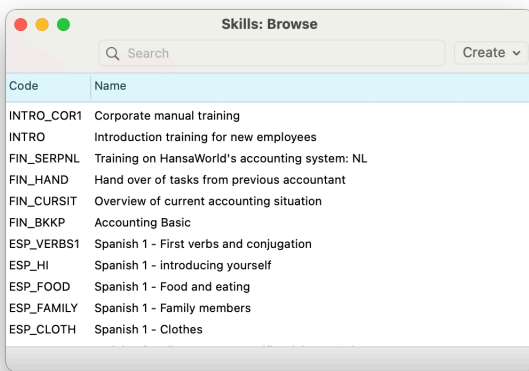 Skills: Browse
Search
Create
Code Name
INTRO_COR1 Corporate manual training
INTRO Introduction training for new employees
FIN_SERPNL Training on HansaWorld's accounting system: NL
FIN_HAND Hand over of tasks from previous accountant
FIN_CURSIT Overview of current accounting situation
FIN_BKKP Accounting Basic
ESP_VERBS1 Spanish 1 - First verbs and conjugation
ESP_HI Spanish 1 - introducing yourself
ESP_FOOD Spanish 1 - Food and eating
ESP_FAMILY Spanish 1 - Family members
ESP_CLOTH Spanish 1 - Clothes